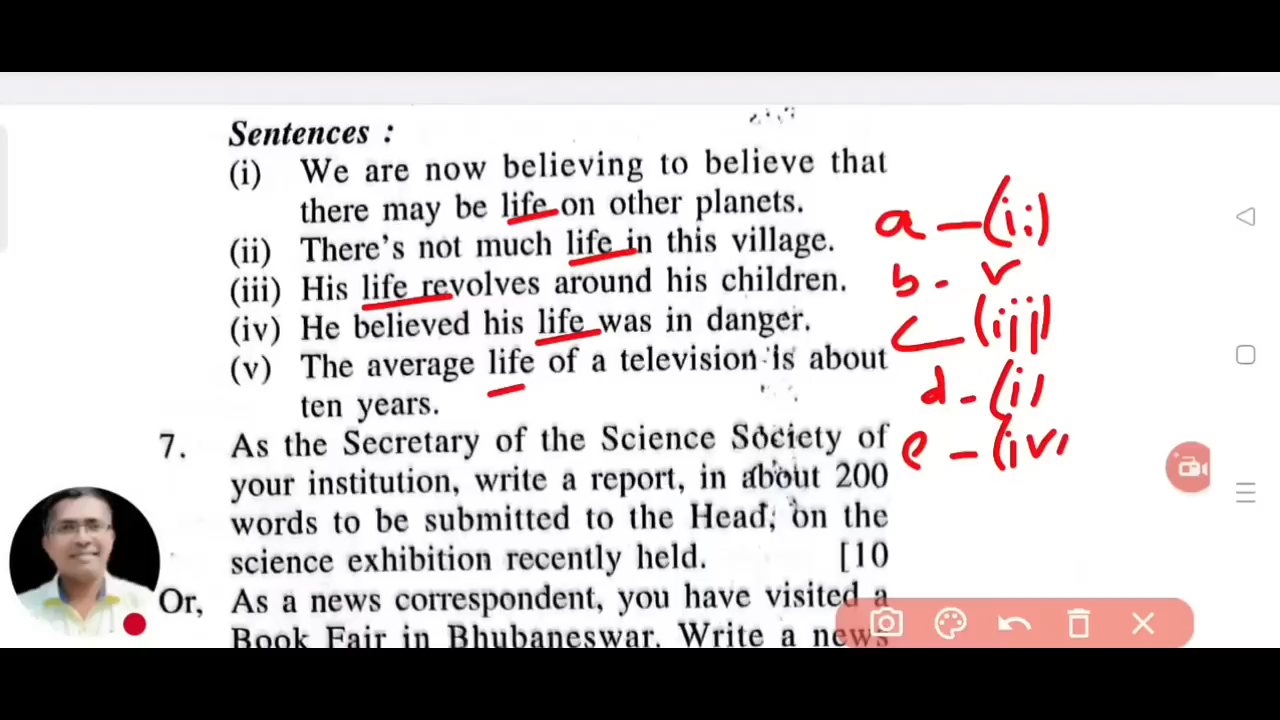 Sentences :
(i) We are now believing to believe that
there may be life on other planets.
(ii) There's not much life in this village.
(iii) His life revolves around his children.
(iv) He believed his life was in danger.
(v) The average life of a television is about
ten years.
7. As the Secretary of the Science Society of
your institution, write a report, in about 200
words to be submitted to the Head, on the
science exhibition recently held. [10
Or, As a news correspondent, you have visited a
Book Fair in Bhubaneswar. Write a news
a - (ii)
b - v
c - (iii)
d - (i)
e - (iv)